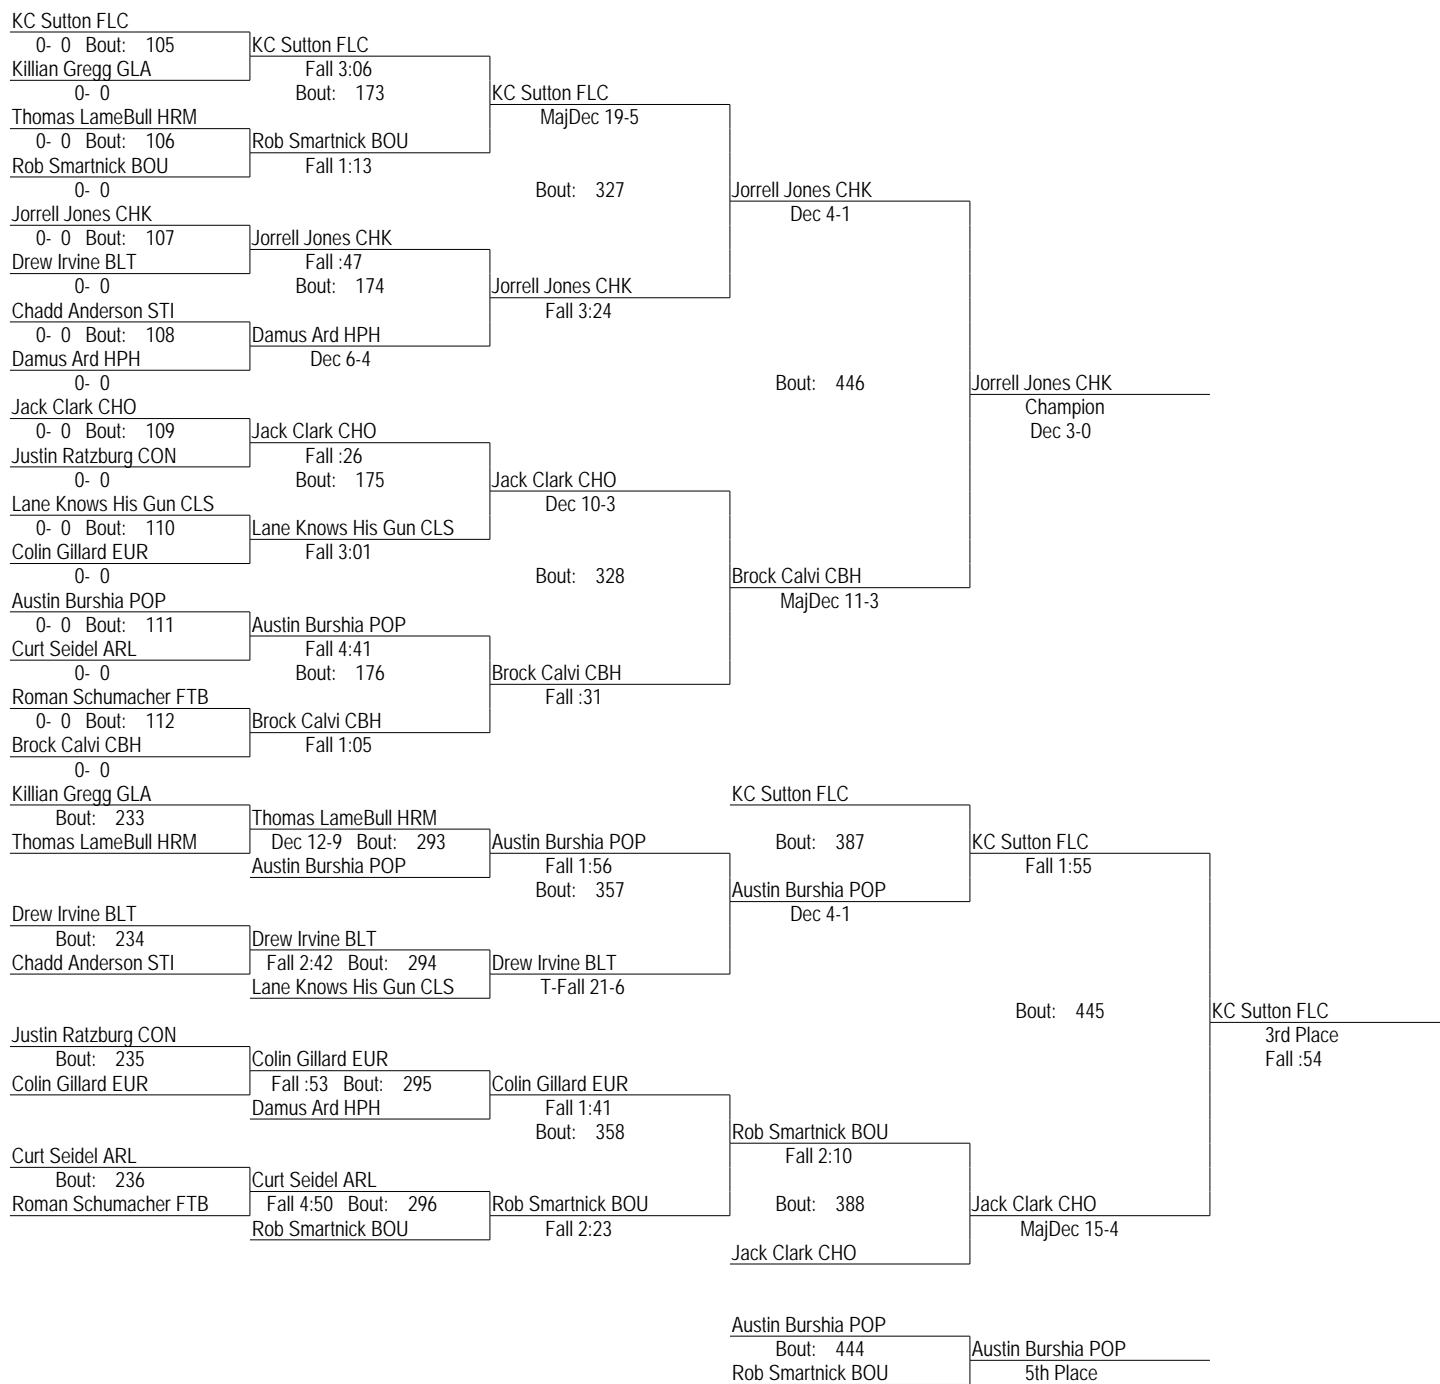 KC Sutton FLC
0- 0 Bout: 105 KC Sutton FLC
Killian Gregg GLA Fall 3:06
0- 0 Bout: 173 KC Sutton FLC
Thomas LameBull HRM MajDec 19-5
0- 0 Bout: 106 Rob Smartnick BOU
Rob Smartnick BOU Fall 1:13
0- 0 Bout: 327 Jorrell Jones CHK
Jorrell Jones CHK Dec 4-1
0- 0 Bout: 107 Jorrell Jones CHK
Drew Irvine BLT Fall :47
0- 0 Bout: 174 Jorrell Jones CHK
Chadd Anderson STI Fall 3:24
0- 0 Bout: 108 Damus Ard HPH
Damus Ard HPH Dec 6-4
0- 0 Bout: 446 Jorrell Jones CHK
Jack Clark CHO Champion
0- 0 Bout: 109 Jack Clark CHO Dec 3-0
Justin Ratzburg CON Fall :26
0- 0 Bout: 175 Jack Clark CHO
Lane Knows His Gun CLS Dec 10-3
0- 0 Bout: 110 Lane Knows His Gun CLS
Colin Gillard EUR Fall 3:01
0- 0 Bout: 328 Brock Calvi CBH
Austin Burshia POP MajDec 11-3
0- 0 Bout: 111 Austin Burshia POP
Curt Seidel ARL Fall 4:41
0- 0 Bout: 176 Brock Calvi CBH
Roman Schumacher FTB Fall :31
0- 0 Bout: 112 Brock Calvi CBH
Brock Calvi CBH Fall 1:05
0- 0
Killian Gregg GLA KC Sutton FLC
Bout: 233 Thomas LameBull HRM
Thomas LameBull HRM Dec 12-9 Bout: 293 Austin Burshia POP Bout: 387 KC Sutton FLC
Austin Burshia POP Fall 1:56 Fall 1:55
Bout: 357 Austin Burshia POP
Drew Irvine BLT Dec 4-1
Bout: 234 Drew Irvine BLT
Chadd Anderson STI Fall 2:42 Bout: 294 Drew Irvine BLT
Lane Knows His Gun CLS T-Fall 21-6
Bout: 445 KC Sutton FLC
Justin Ratzburg CON 3rd Place
Bout: 235 Colin Gillard EUR Fall :54
Colin Gillard EUR Fall :53 Bout: 295 Colin Gillard EUR
Damus Ard HPH Fall 1:41
Bout: 358 Rob Smartnick BOU
Curt Seidel ARL Fall 2:10
Bout: 236 Curt Seidel ARL
Roman Schumacher FTB Fall 4:50 Bout: 296 Rob Smartnick BOU Bout: 388 Jack Clark CHO
Rob Smartnick BOU Fall 2:23 MajDec 15-4
Jack Clark CHO
Austin Burshia POP
Bout: 444 Austin Burshia POP
Rob Smartnick BOU 5th Place